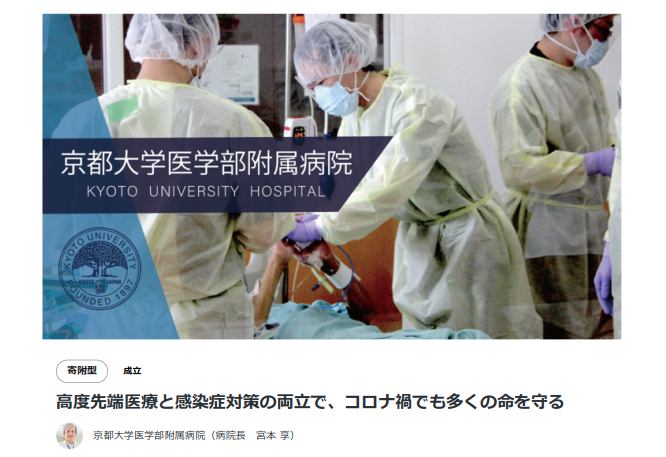 京都大学医学部附属病院
KYOTO UNIVERSITY HOSPITAL
KYOTO UNIVERSITY
FOUNDED 1897
寄附型 成立
高度先端医療と感染症対策の両立で、コロナ禍でも多くの命を守る
京都大学医学部附属病院（病院長 宮本 享）